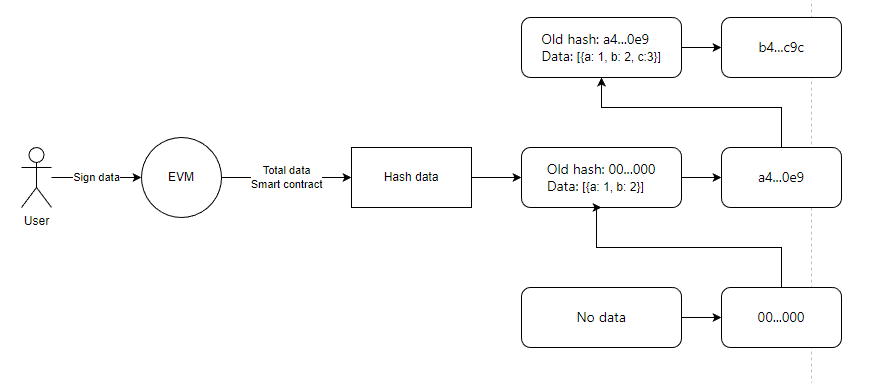 Old hash: a4...0e9
Data: [{a: 1, b: 2, c:3}]
b4...c9c
User
Sign data
EVM
Total data
Smart contract
Hash data
Old hash: 00...000
Data: [{a: 1, b: 2}]
a4...0e9
No data
00...000